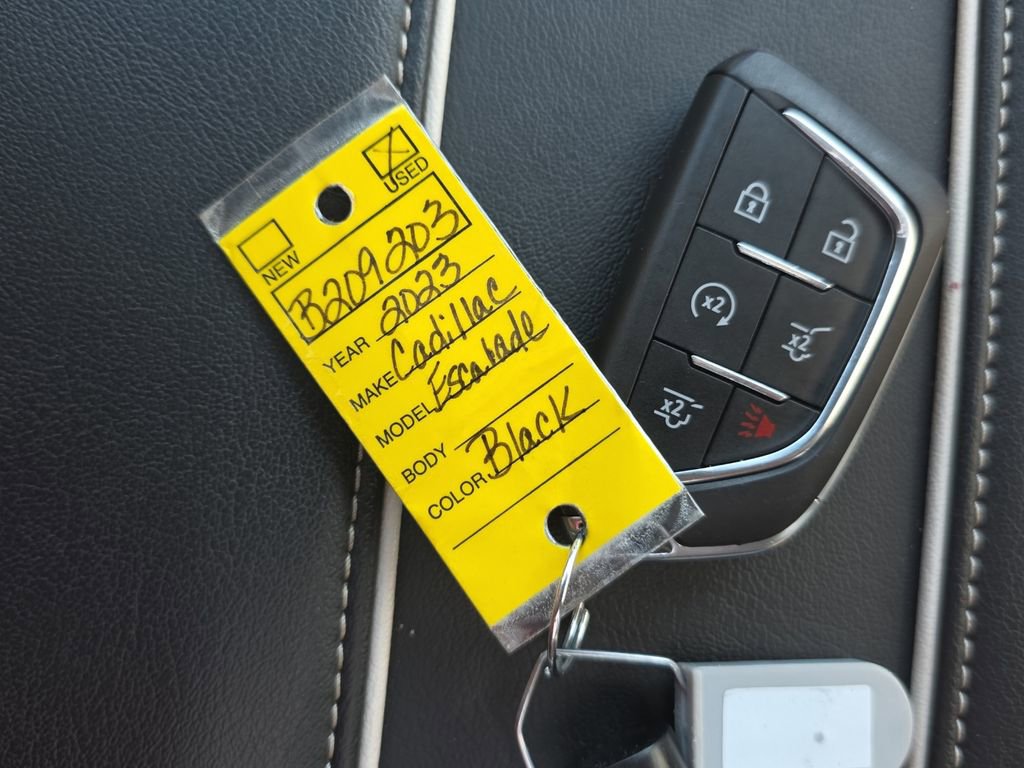 USED
NEW
B209203
YEAR 2023
MAKE Cadillac
MODEL Escalade
BODY
COLOR Black
x2
x2
x2